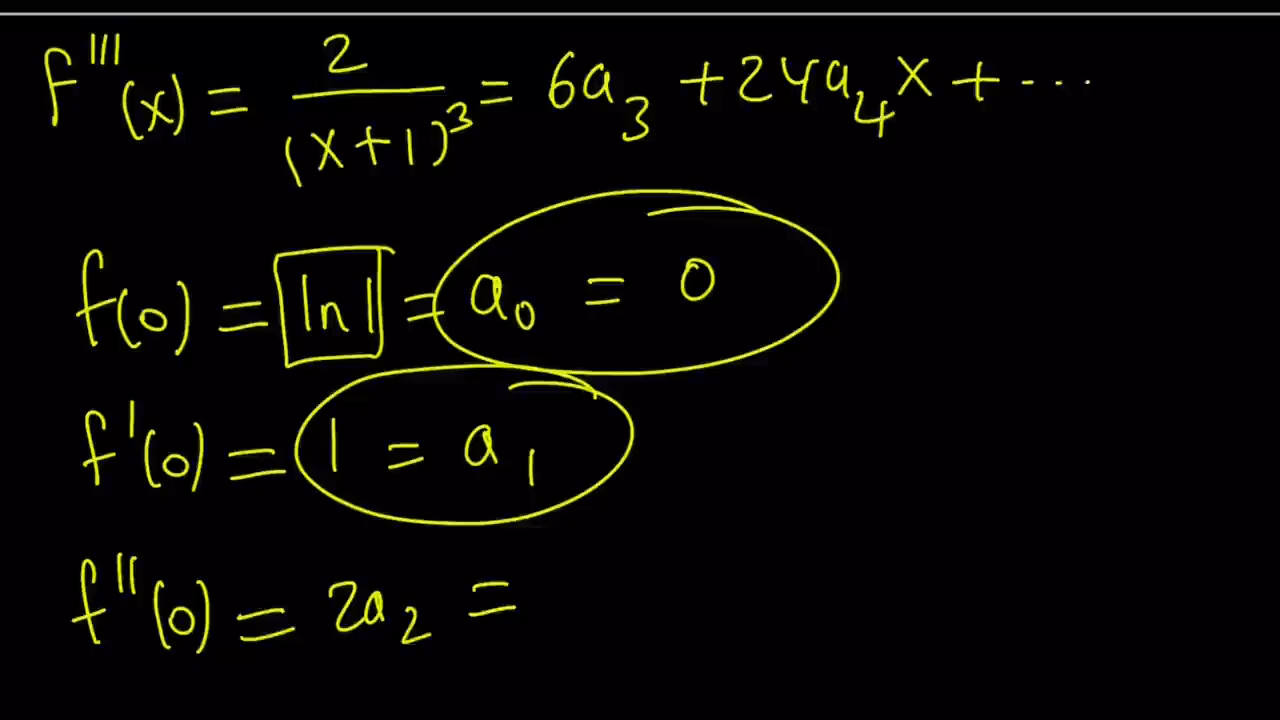 f'''(x) = 2/(x+1)³ = 6a₃ + 24a₄x + ...
f(0) = ln1 = a₀ = 0
f'(0) = 1 = a₁
f''(0) = 2a₂ =